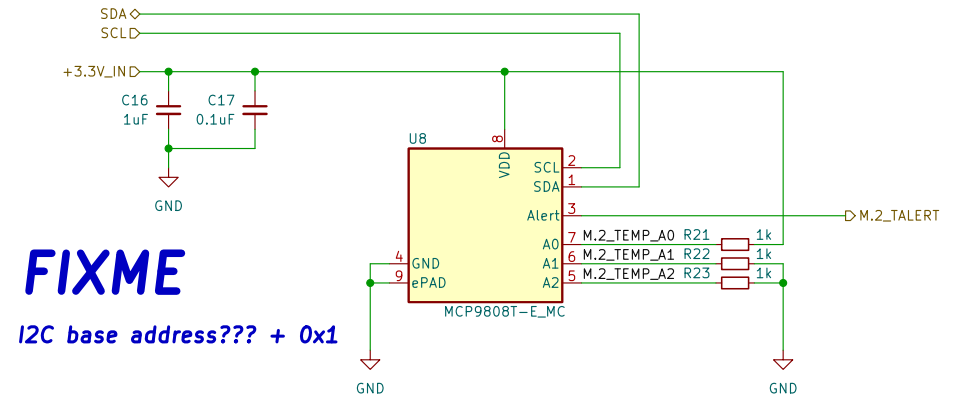 SDA
SCL
+3.3V_IN
C16
1uF
C17
0.1uF
GND
U8
8
VDD
SCL 2
SDA 1
Alert 3
M.2_TALERT
A0 7 M.2_TEMP_A0 R21 1k
A1 6 M.2_TEMP_A1 R22 1k
A2 5 M.2_TEMP_A2 R23 1k
4 GND
9 ePAD
MCP9808T-E_MC
FIXME
I2C base address??? + 0x1
GND
GND